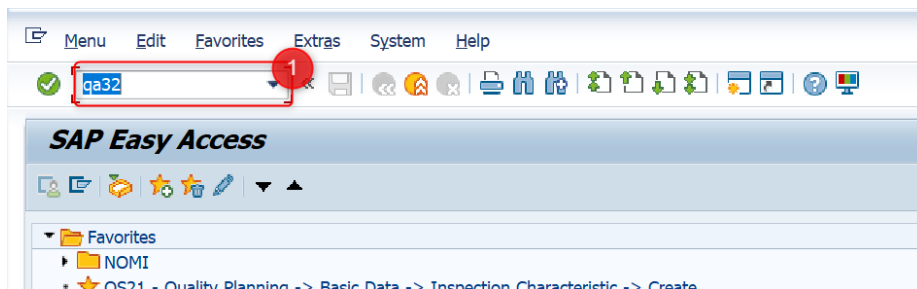 Menu Edit Favorites Extras System Help
1
qa32
SAP Easy Access
Favorites
NOMI
QS21 - Quality Planning -> Basic Data -> Inspection Characteristic -> Create